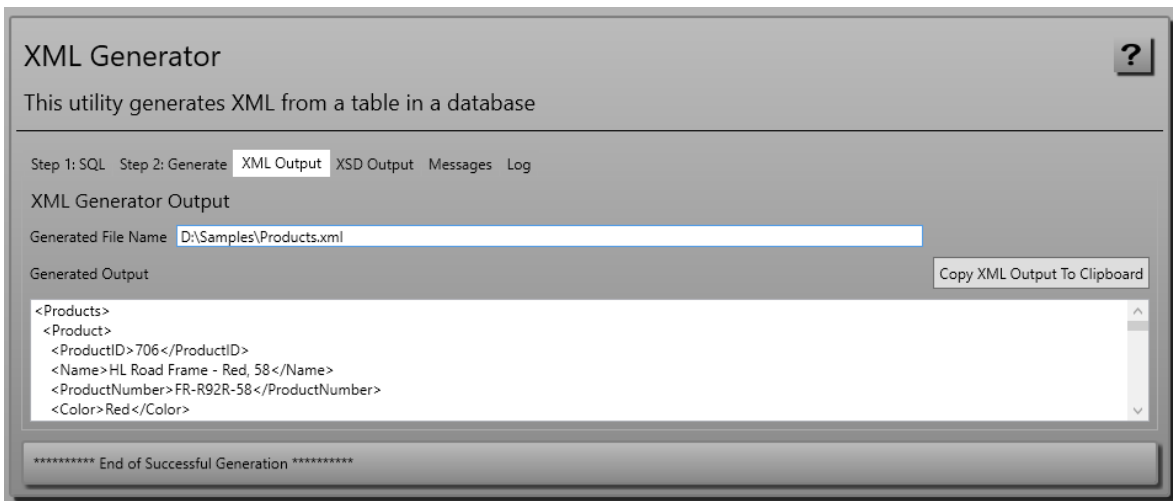 XML Generator
?
This utility generates XML from a table in a database
Step 1: SQL Step 2: Generate XML Output XSD Output Messages Log
XML Generator Output
Generated File Name D:\Samples\Products.xml
Generated Output Copy XML Output To Clipboard
<Products>
<Product>
<ProductID>706</ProductID>
<Name>HL Road Frame - Red, 58</Name>
<ProductNumber>FR-R92R-58</ProductNumber>
<Color>Red</Color>
********** End of Successful Generation **********